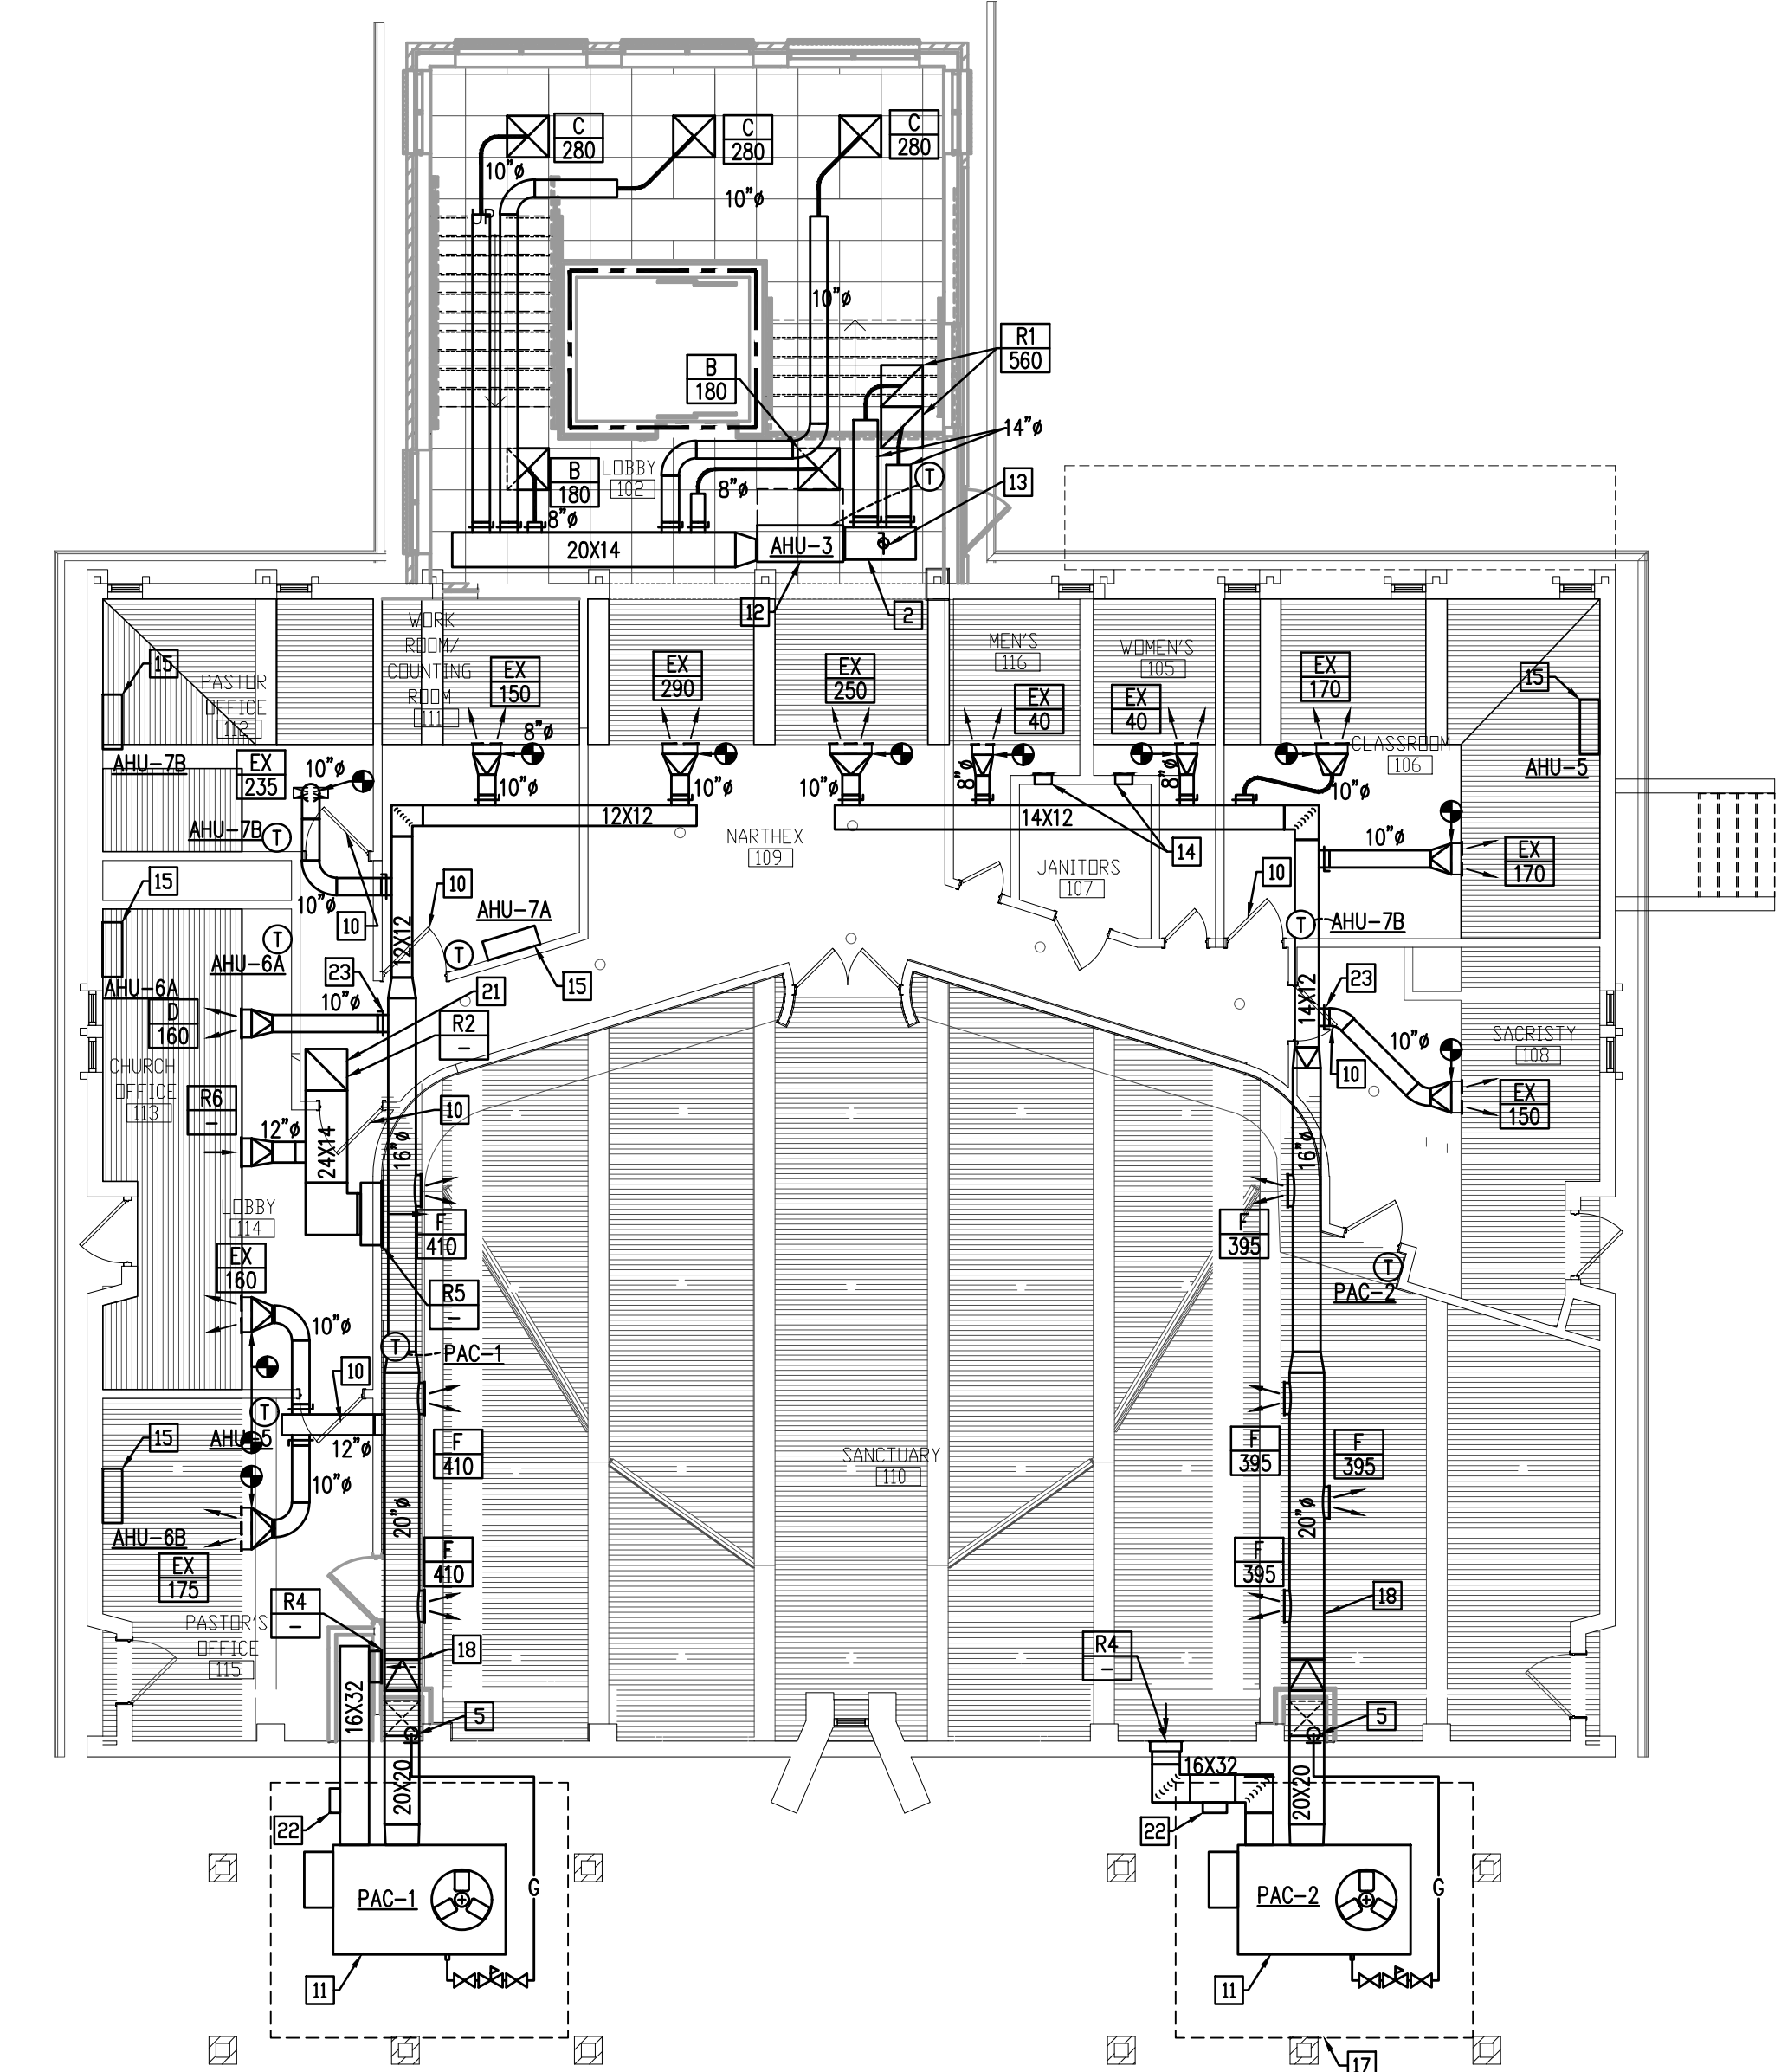 C
280
C
280
C
280
10"ø
10"ø
UP
10"ø
R1
560
B
180
14"ø
LOBBY
102
B
180
8"ø
13
8"ø
20X14
AHU-3
12
2
WORK
ROOM/
COUNTING
ROOM
111
MEN'S
116
WOMEN'S
105
15
PASTOR
OFFICE
112
EX
150
EX
290
EX
250
EX
40
EX
40
EX
170
15
8"ø
CLASSROOM
106
AHU-7B
EX
235
10"ø
AHU-5
10"ø
10"ø
10"ø
8"ø
8"ø
10"ø
12X12
14X12
AHU-7B
NARTHEX
109
10"ø
EX
170
14
JANITORS
107
10
15
10
AHU-7A
10"ø
10
AHU-7B
12X12
AHU-6A
23
10"ø
21
15
AHU-6A
D
160
R2
-
14X12
23
10"ø
SACRISTY
108
CHURCH
OFFICE
113
R6
-
10
10
EX
150
12"ø
24X14
16"ø
16"ø
LOBBY
114
F
410
F
395
EX
160
R5
-
PAC-2
10"ø
PAC-1
10
15
AHU-5
12"ø
F
410
SANCTUARY
110
F
395
F
395
10"ø
20"ø
20"ø
AHU-6B
EX
175
F
410
F
395
R4
-
18
PASTOR'S
OFFICE
115
18
R4
-
16X32
5
5
20X20
16X32
20X20
22
22
G
G
PAC-1
PAC-2
11
11
17
T
T
T
T
T
T
T
T